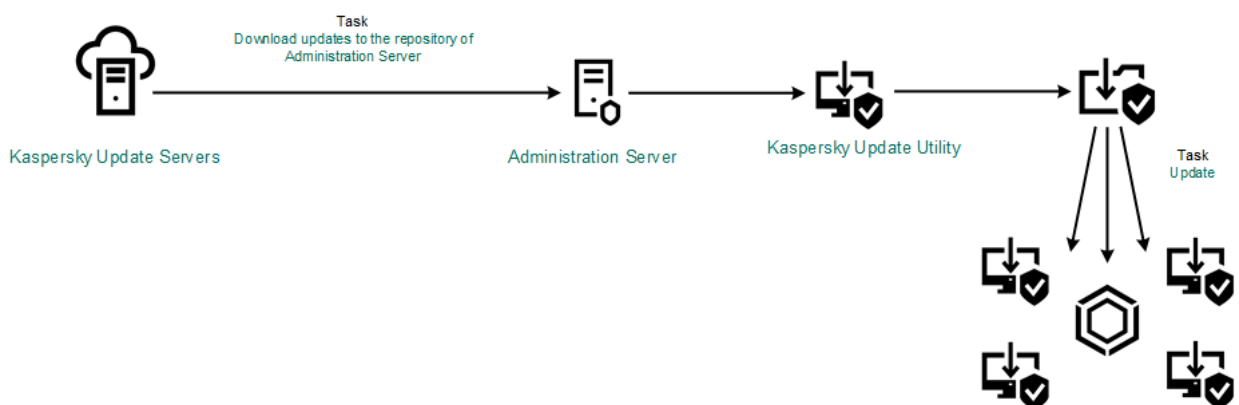 Task
Download updates to the repository of
Administration Server
Kaspersky Update Servers
Administration Server
Kaspersky Update Utility
Task
Update